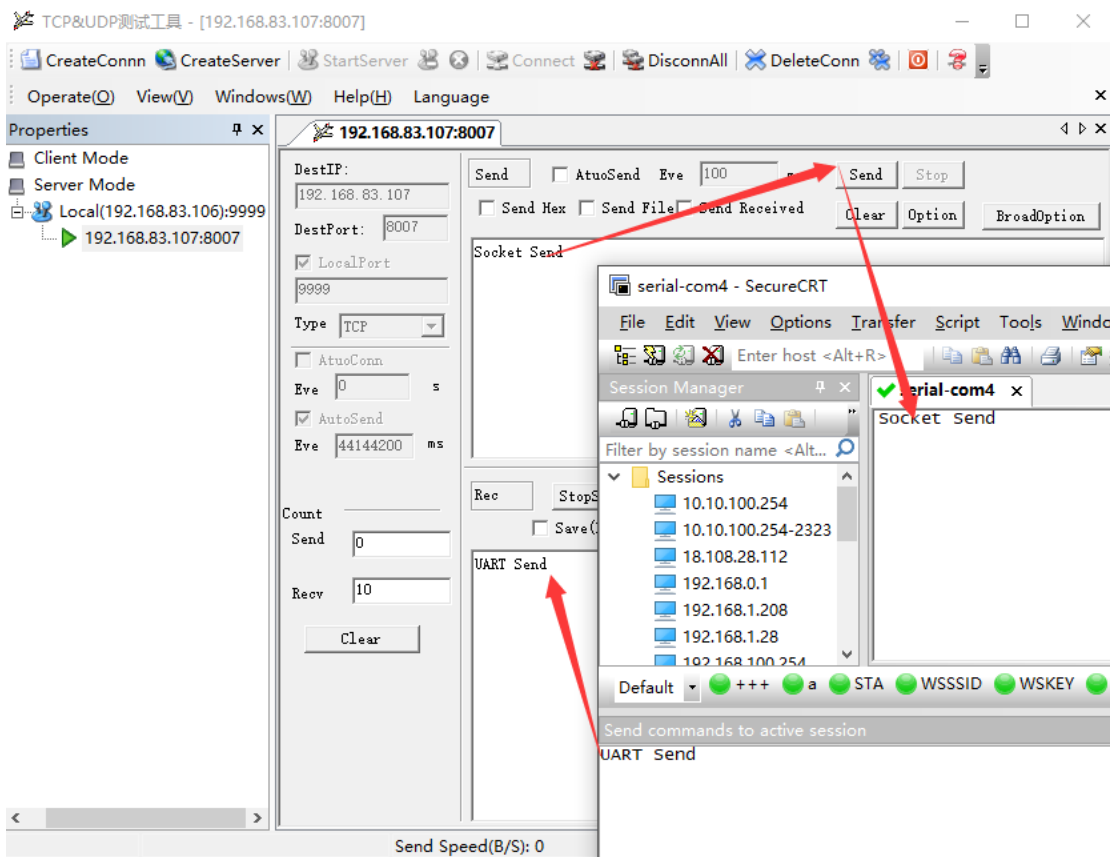 TCP&UDP测试工具 - [192.168.83.107:8007]
CreateConnn CreateServer StartServer Connect DisconnAll DeleteConn
Operate(O) View(V) Windows(W) Help(H) Language
Properties
Client Mode
Server Mode
Local(192.168.83.106):9999
192.168.83.107:8007
192.168.83.107:8007
DestIP:
192.168.83.107
DestPort: 8007
LocalPort
9999
Type TCP
AtuoConn
Eve 0 s
AutoSend
Eve 44144200 ms
Count
Send 0
Recv 10
Clear
Send AtuoSend Eve 100 Send Stop
Send Hex Send File Send Received Clear Option BroadOption
Socket Send
Rec
UART Send
Send Speed(B/S): 0
serial-com4 - SecureCRT
File Edit View Options Transfer Script Tools
Enter host <Alt+R>
Session Manager
serial-com4
Socket Send
Filter by session name <Alt...
Sessions
10.10.100.254
10.10.100.254-2323
18.108.28.112
192.168.0.1
192.168.1.208
192.168.1.28
192.168.100.254
Default +++ a STA WSSSID WSKEY
Send commands to active session
UART Send